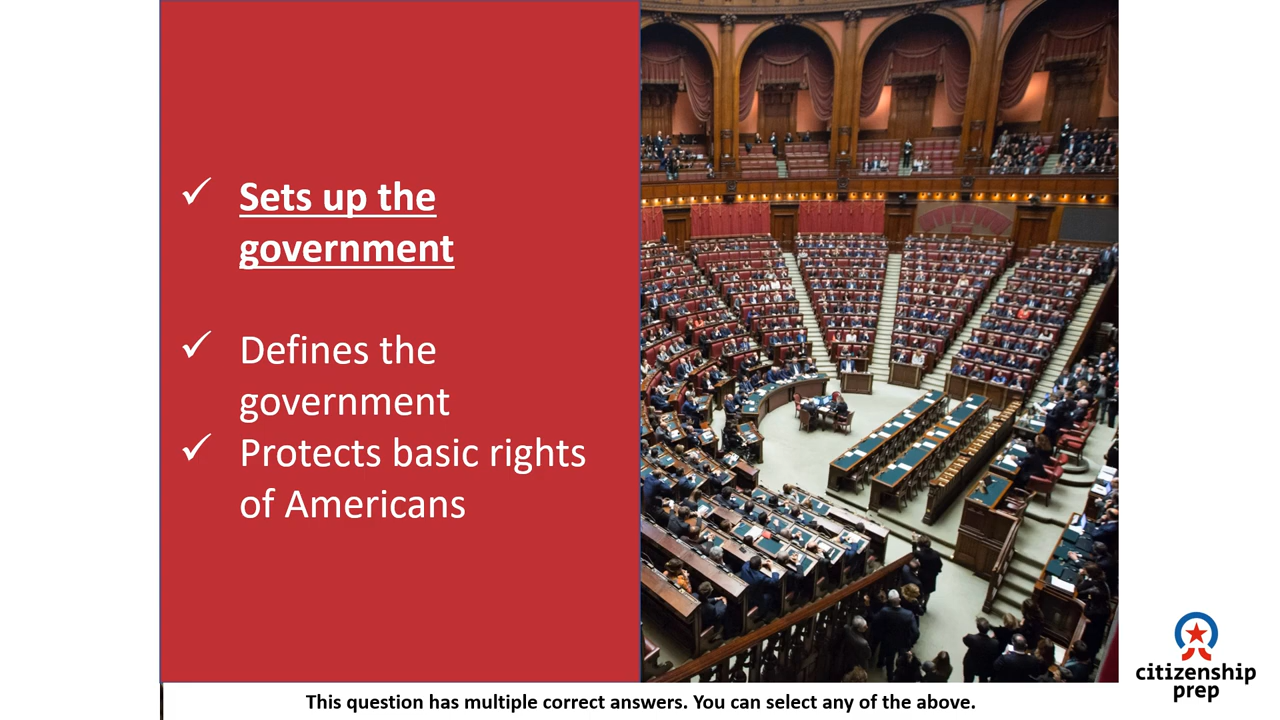 Sets up the
government
Defines the
government
Protects basic rights
of Americans
This question has multiple correct answers. You can select any of the above.
citizenship
prep